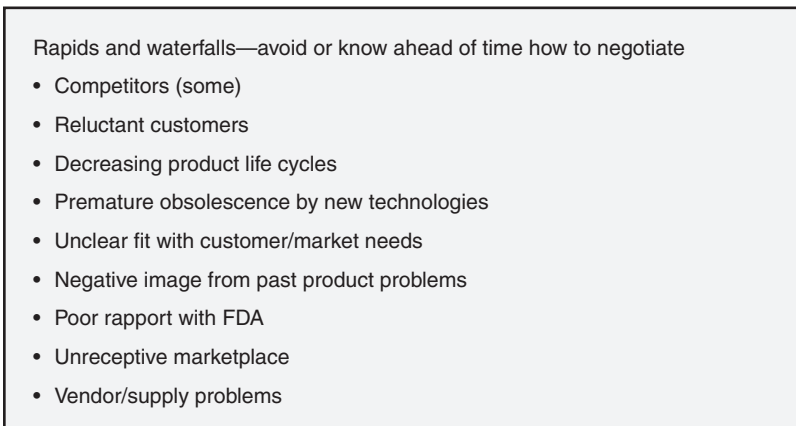 Rapids and waterfalls—avoid or know ahead of time how to negotiate
• Competitors (some)
• Reluctant customers
• Decreasing product life cycles
• Premature obsolescence by new technologies
• Unclear fit with customer/market needs
• Negative image from past product problems
• Poor rapport with FDA
• Unreceptive marketplace
• Vendor/supply problems